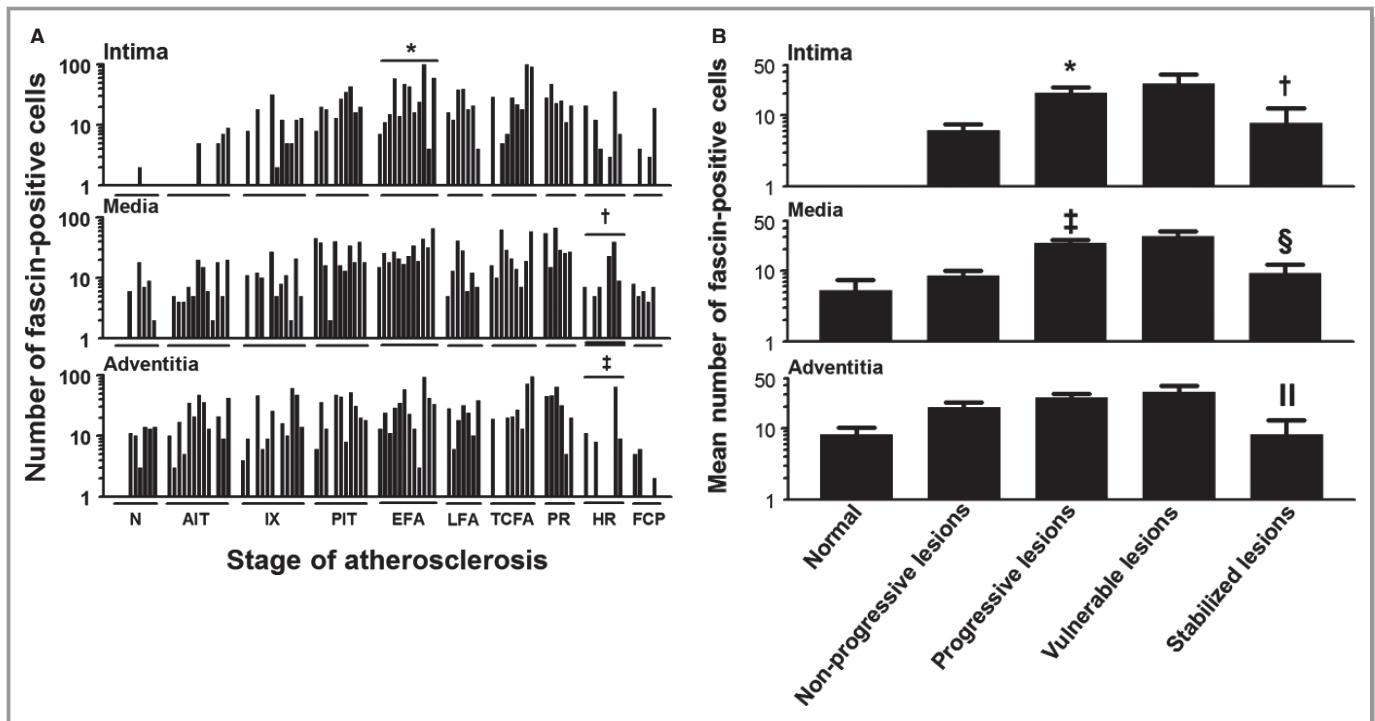 A
Number of fascin-positive cells
Intima
*
100
10
1
Media
†
100
10
1
Adventitia
‡
100
10
1
N AIT IX PIT EFA LFA TCFA PR HR FCP
Stage of atherosclerosis
B
Mean number of fascin-positive cells
Intima
* †
50
10
1
Media
‡ §
50
10
1
Adventitia
||
50
10
1
Normal
Non-progressive lesions
Progressive lesions
Vulnerable lesions
Stabilized lesions